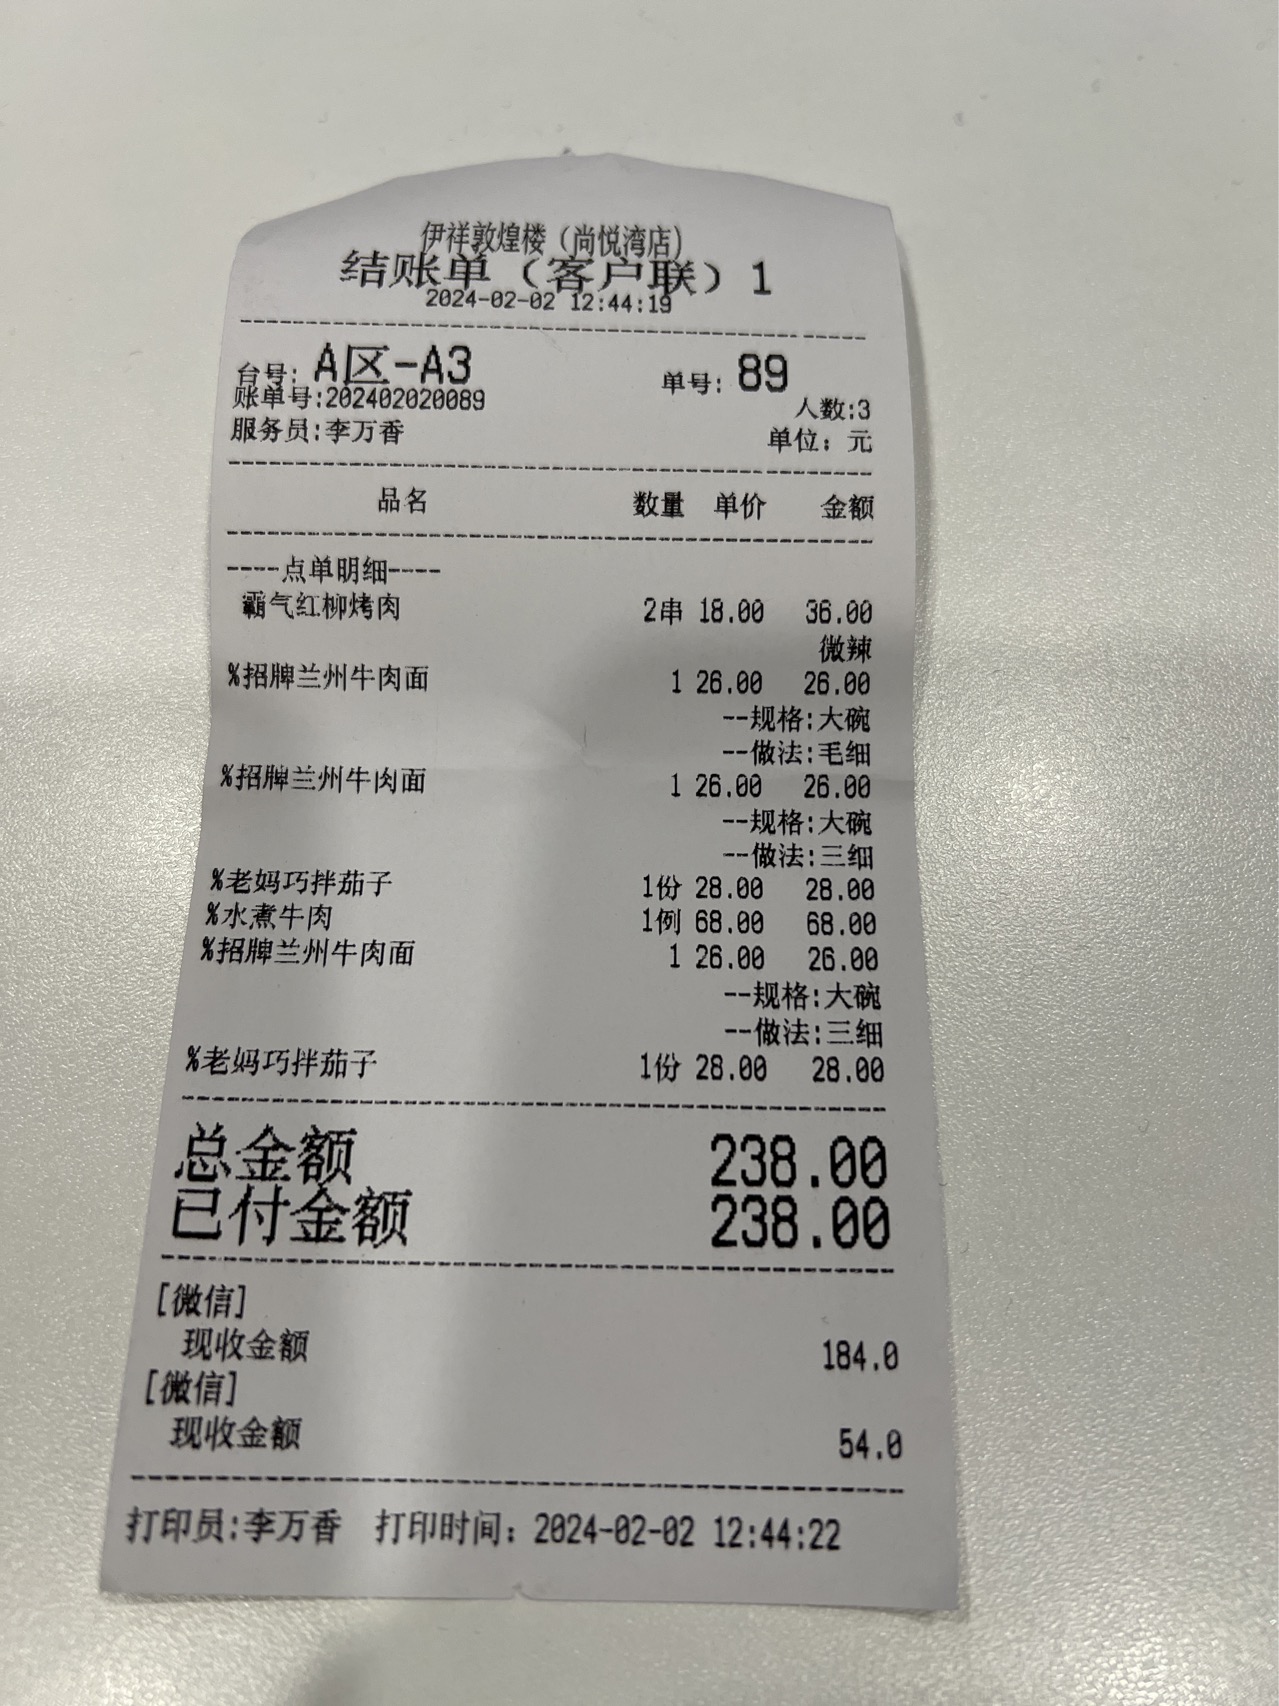 伊祥敦煌楼（尚悦湾店）
结账单（客户联）1
2024-02-02 12:44:19
台号: A区-A3 单号: 89
账单号:202402020089 人数:3
服务员:李万香 单位: 元
品名 数量 单价 金额
----点单明细----
霸气红柳烤肉 2串 18.00 36.00
微辣
%招牌兰州牛肉面 1 26.00 26.00
--规格:大碗
--做法:毛细
%招牌兰州牛肉面 1 26.00 26.00
--规格:大碗
--做法:三细
%老妈巧拌茄子 1份 28.00 28.00
%水煮牛肉 1例 68.00 68.00
%招牌兰州牛肉面 1 26.00 26.00
--规格:大碗
--做法:三细
%老妈巧拌茄子 1份 28.00 28.00
总金额 238.00
已付金额 238.00
[微信]
现收金额 184.0
[微信]
现收金额 54.0
打印员:李万香 打印时间: 2024-02-02 12:44:22